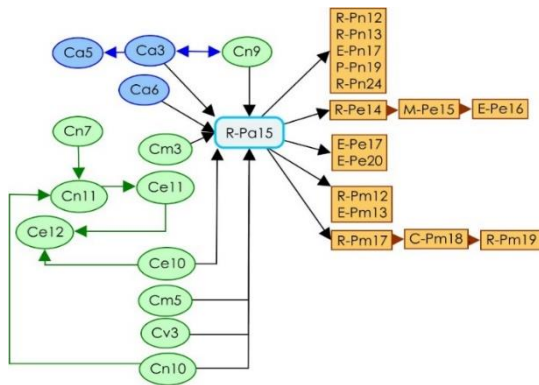 R-Pn12
R-Pn13
E-Pn17
P-Pn19
R-Pn24
Ca5
Ca3
Cn9
Ca6
R-Pe14
M-Pe15
E-Pe16
Cn7
Cm3
R-Pa15
E-Pe17
E-Pe20
Cn11
Ce11
R-Pm12
E-Pm13
Ce12
R-Pm17
C-Pm18
R-Pm19
Ce10
Cm5
Cv3
Cn10